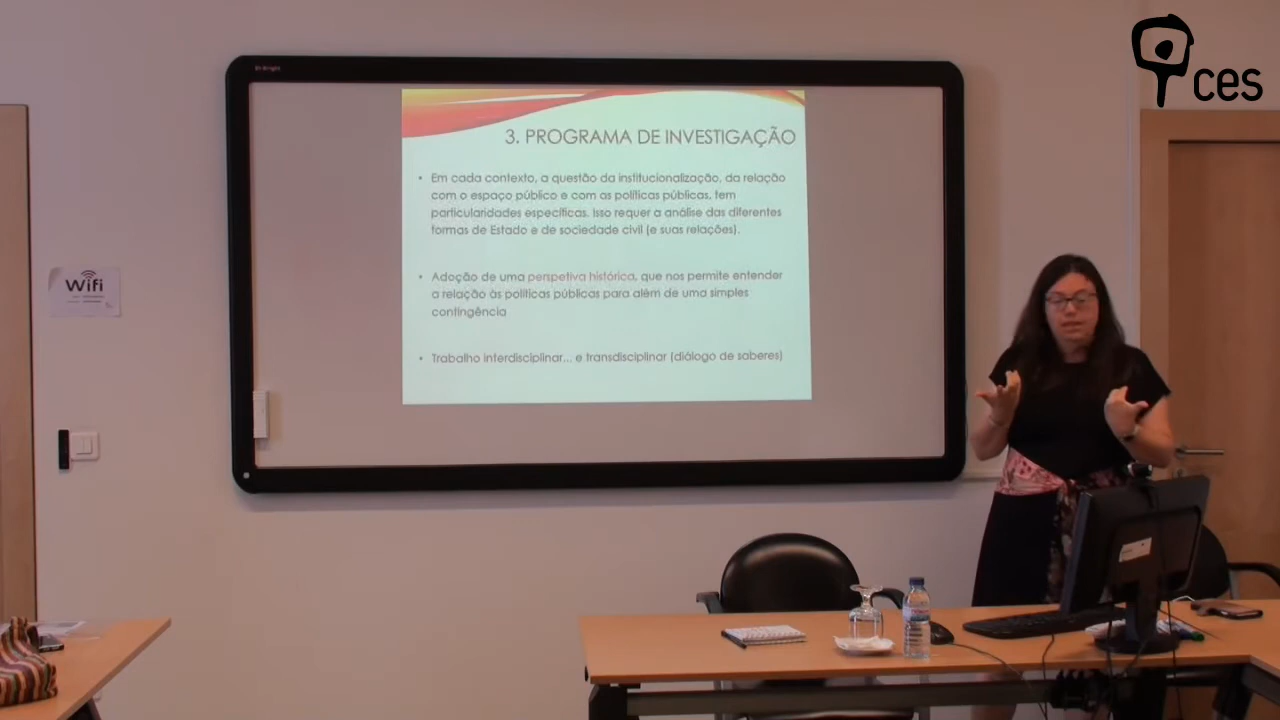 ces
3. PROGRAMA DE INVESTIGAÇÃO
• Em cada contexto, a questão da institucionalização, da relação
com o espaço público e com as políticas públicas, tem
particularidades específicas. Isso requer a análise das diferentes
formas de Estado e de sociedade civil (e suas relações).
• Adoção de uma perspetiva histórica, que nos permite entender
a relação às políticas públicas para além de uma simples
contingência
• Trabalho interdisciplinar... e transdisciplinar (diálogo de saberes)
Wifi